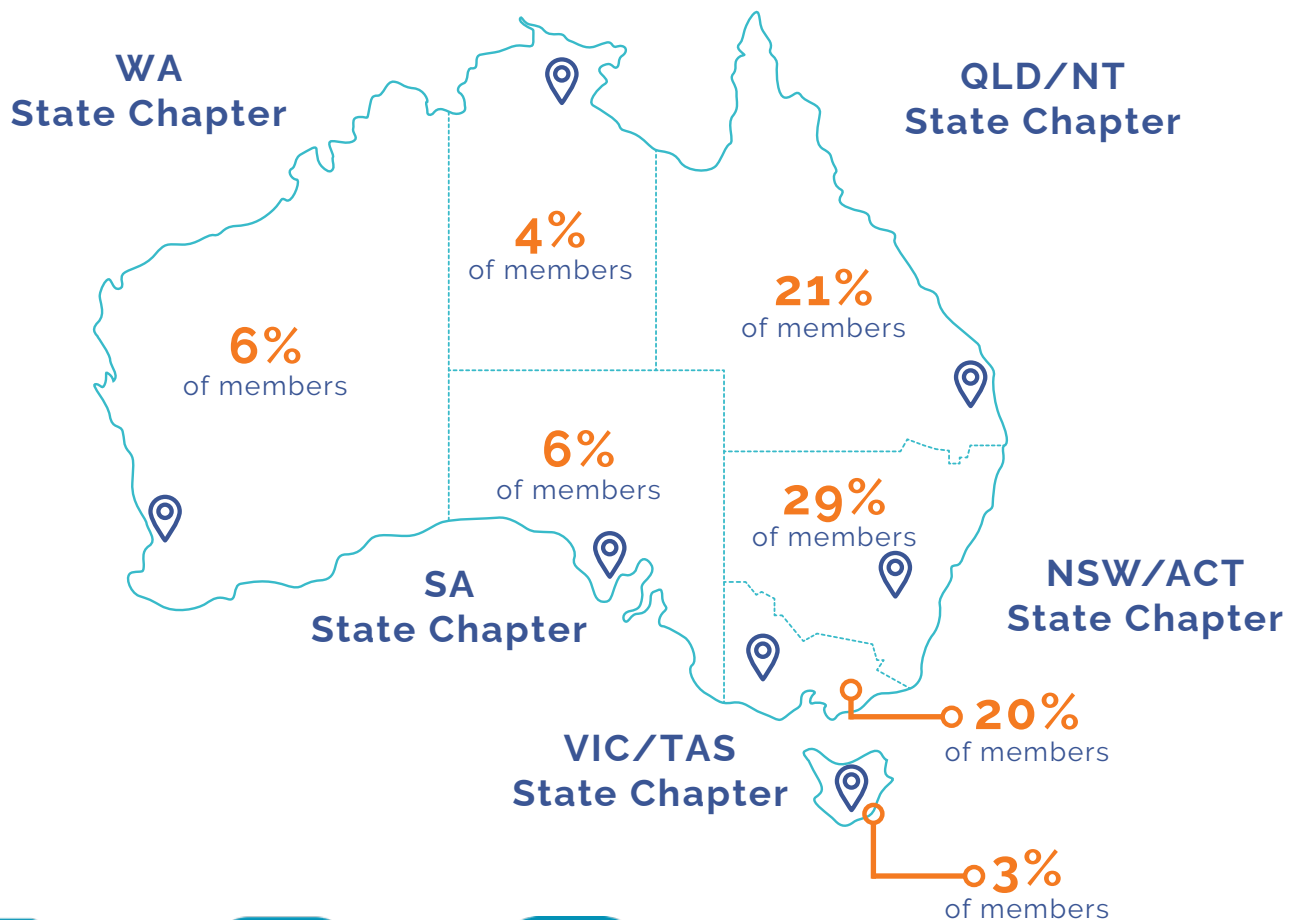 WA
State Chapter
QLD/NT
State Chapter
4%
of members
21%
of members
6%
of members
6%
of members
29%
of members
SA
State Chapter
NSW/ACT
State Chapter
20%
of members
VIC/TAS
State Chapter
3%
of members